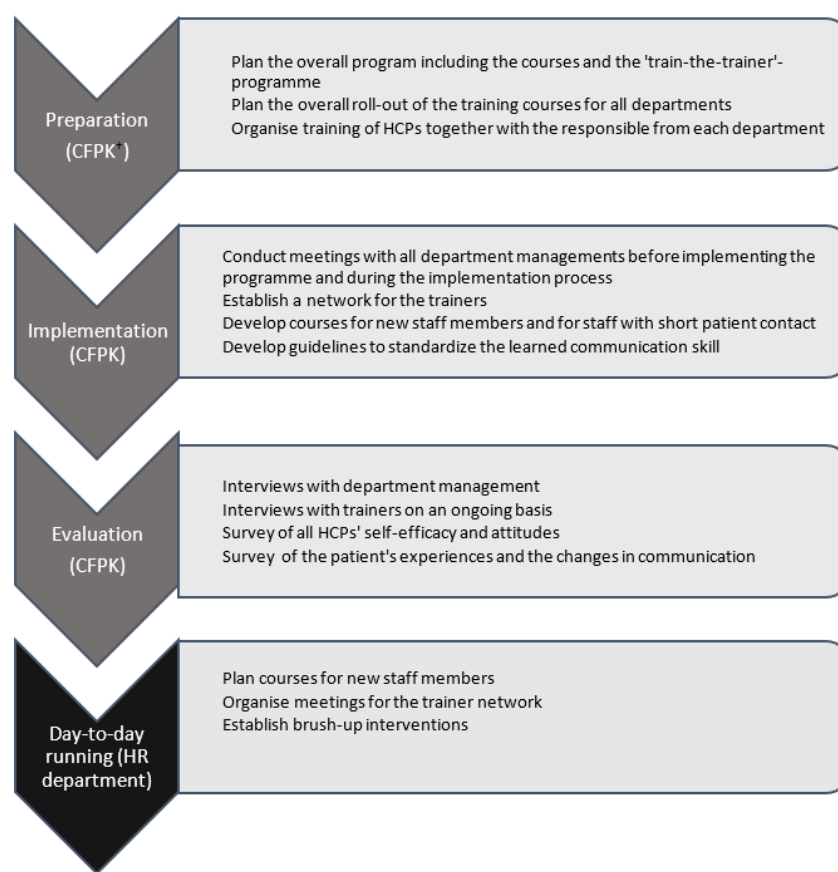 Preparation
(CFPK†)
Plan the overall program including the courses and the 'train-the-trainer'-
programme
Plan the overall roll-out of the training courses for all departments
Organise training of HCPs together with the responsible from each department
Implementation
(CFPK)
Conduct meetings with all department managements before implementing the
programme and during the implementation process
Establish a network for the trainers
Develop courses for new staff members and for staff with short patient contact
Develop guidelines to standardize the learned communication skill
Evaluation
(CFPK)
Interviews with department management
Interviews with trainers on an ongoing basis
Survey of all HCPs' self-efficacy and attitudes
Survey of the patient's experiences and the changes in communication
Day-to-day
running (HR
department)
Plan courses for new staff members
Organise meetings for the trainer network
Establish brush-up interventions